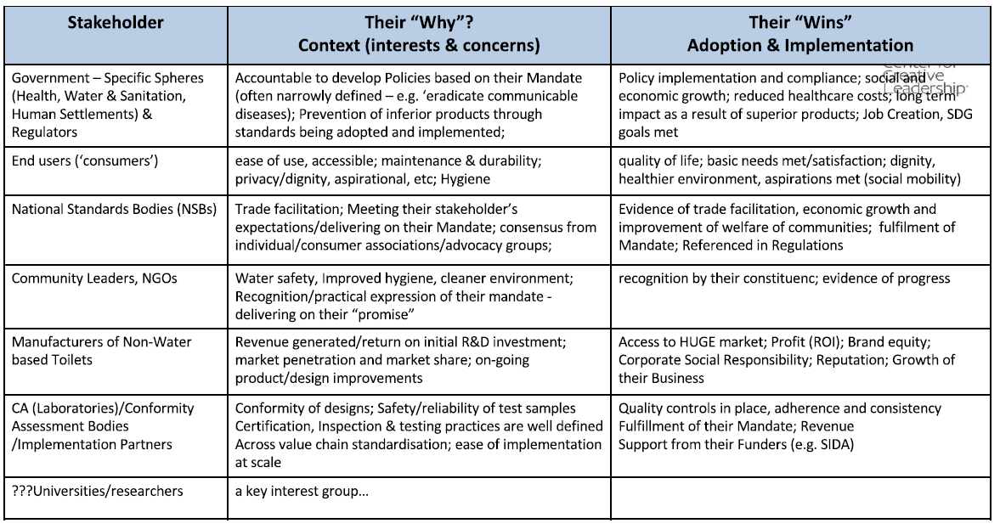 Stakeholder
Their “Why”?
Context (interests & concerns)
Their “Wins”
Adoption & Implementation
Government – Specific Spheres
(Health, Water & Sanitation,
Human Settlements) &
Regulators
Accountable to develop Policies based on their Mandate
(often narrowly defined – e.g. ‘eradicate communicable
diseases); Prevention of inferior products through
standards being adopted and implemented;
Policy implementation and compliance; social and
economic growth; reduced healthcare costs; long term
impact as a result of superior products; Job Creation, SDG
goals met
Center for
Creative
Leadership
End users (‘consumers’)
ease of use, accessible; maintenance & durability;
privacy/dignity, aspirational, etc; Hygiene
quality of life; basic needs met/satisfaction; dignity,
healthier environment, aspirations met (social mobility)
National Standards Bodies (NSBs)
Trade facilitation; Meeting their stakeholder’s
expectations/delivering on their Mandate; consensus from
individual/consumer associations/advocacy groups;
Evidence of trade facilitation, economic growth and
improvement of welfare of communities;  fulfilment of
Mandate; Referenced in Regulations
Community Leaders, NGOs
Water safety, Improved hygiene, cleaner environment;
Recognition/practical expression of their mandate -
delivering on their “promise”
recognition by their constituenc; evidence of progress
Manufacturers of Non-Water
based Toilets
Revenue generated/return on initial R&D investment;
market penetration and market share; on-going
product/design improvements
Access to HUGE market; Profit (ROI); Brand equity;
Corporate Social Responsibility; Reputation; Growth of
their Business
CA (Laboratories)/Conformity
Assessment Bodies
/Implementation Partners
Conformity of designs; Safety/reliability of test samples
Certification, Inspection & testing practices are well defined
Across value chain standardisation; ease of implementation
at scale
Quality controls in place, adherence and consistency
Fulfillment of their Mandate; Revenue
Support from their Funders (e.g. SIDA)
???Universities/researchers
a key interest group…